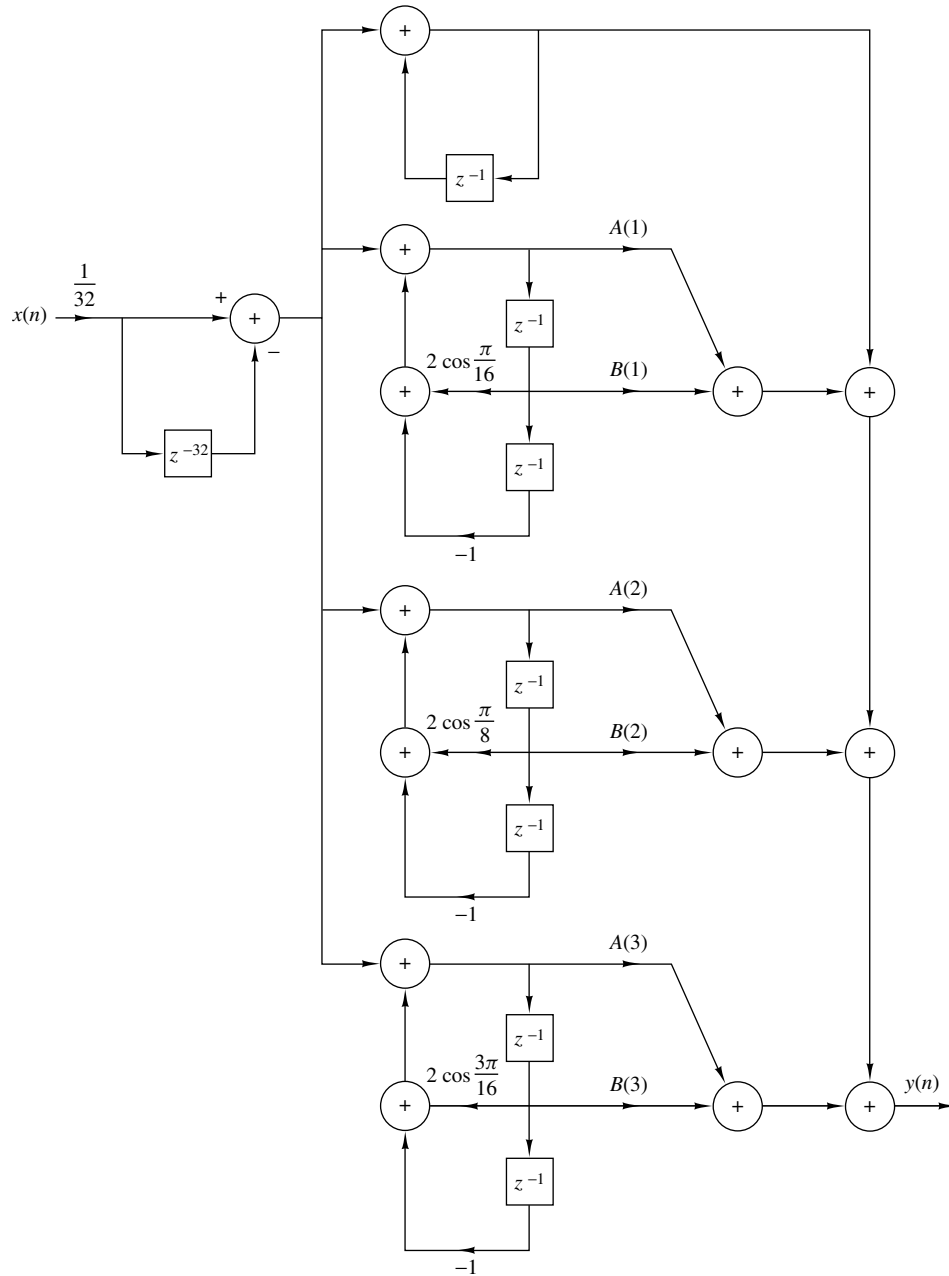 +
z⁻¹
+
A(1)
1/32
x(n)
+
+
−
z⁻¹
2 cos π/16
B(1)
+
+
+
z⁻³²
z⁻¹
−1
+
A(2)
z⁻¹
2 cos π/8
B(2)
+
+
+
z⁻¹
−1
+
A(3)
z⁻¹
2 cos 3π/16
B(3)
y(n)
+
+
+
z⁻¹
−1